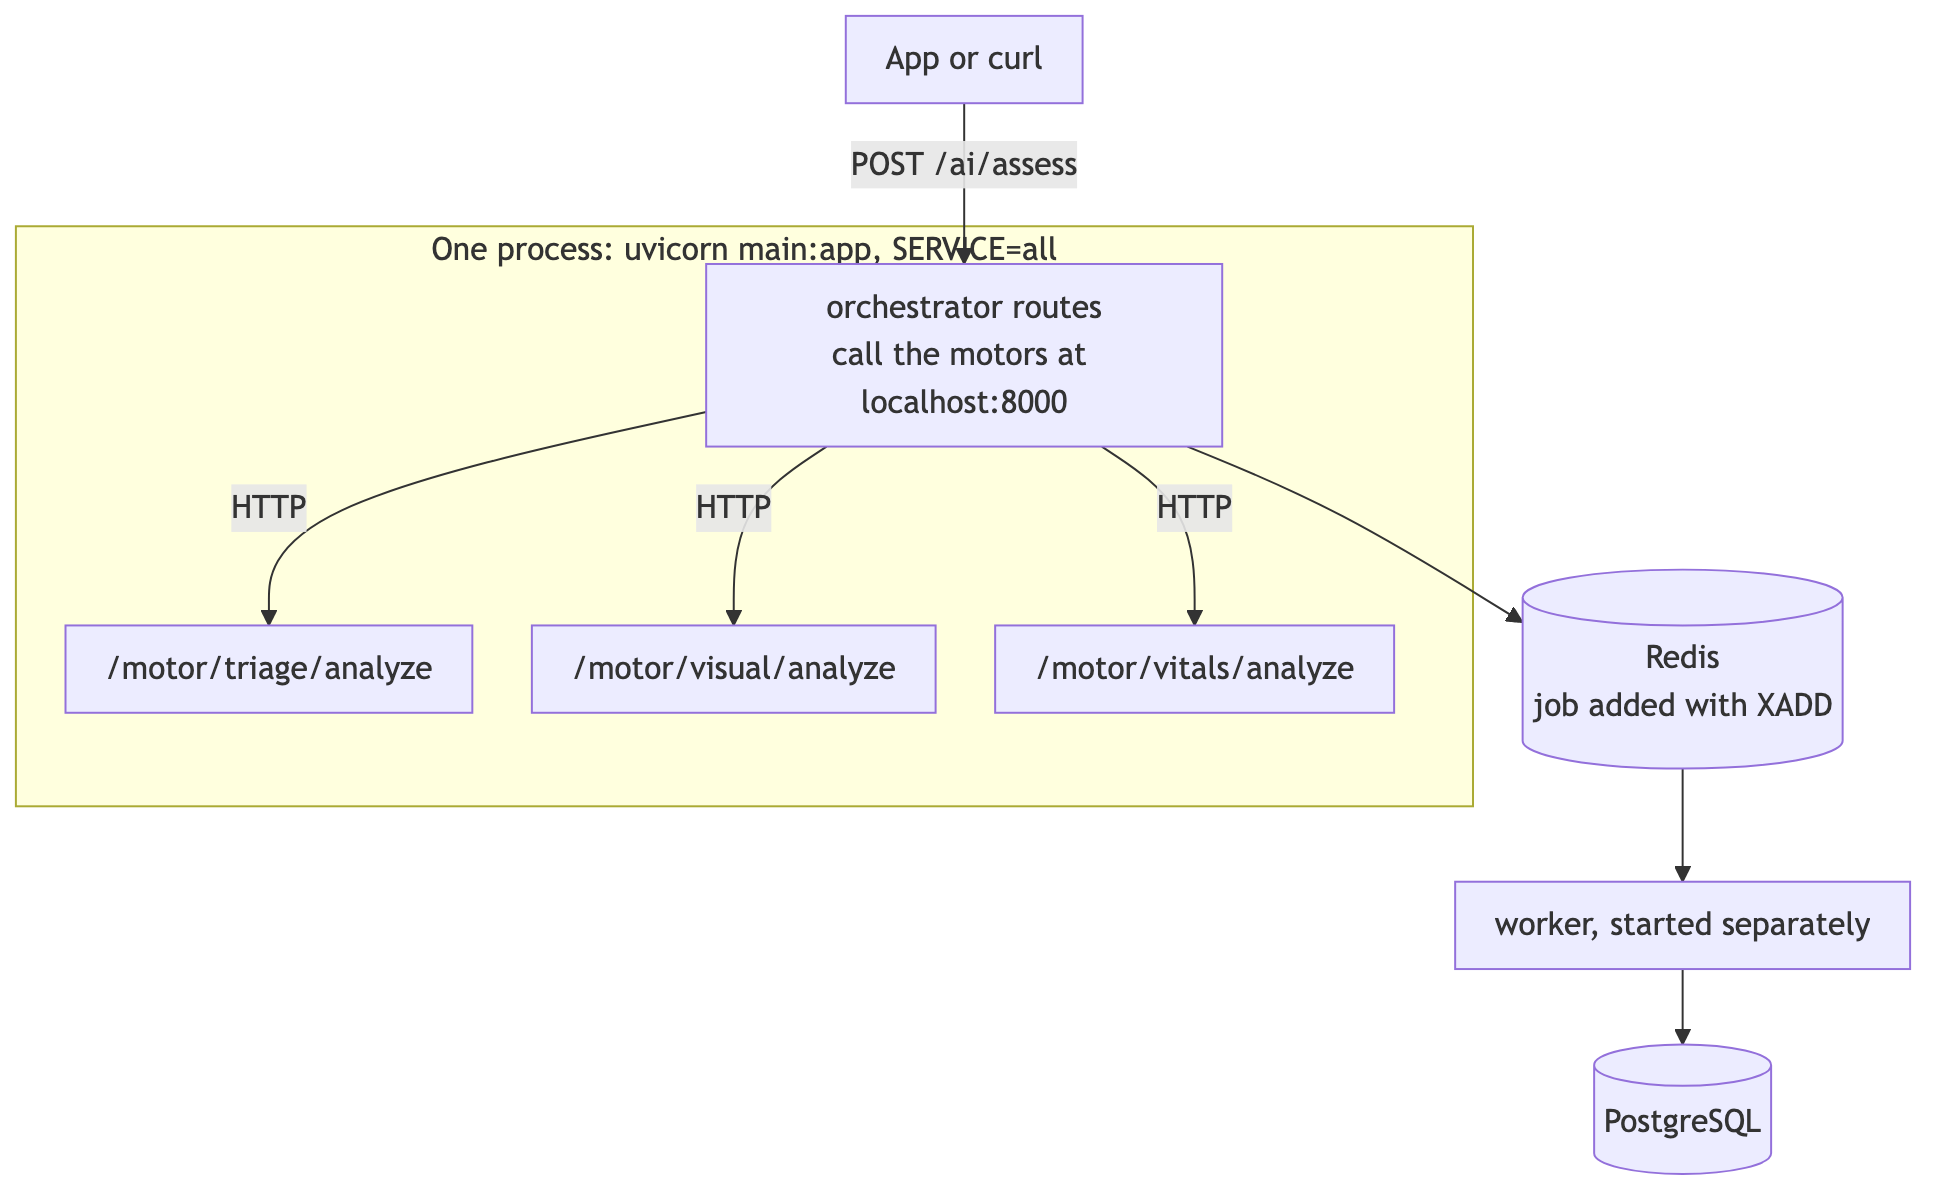 App or curl
POST /ai/assess
One process: uvicorn main:app, SERVICE=all
orchestrator routes
call the motors at
localhost:8000
HTTP
HTTP
HTTP
/motor/triage/analyze
/motor/visual/analyze
/motor/vitals/analyze
Redis
job added with XADD
worker, started separately
PostgreSQL